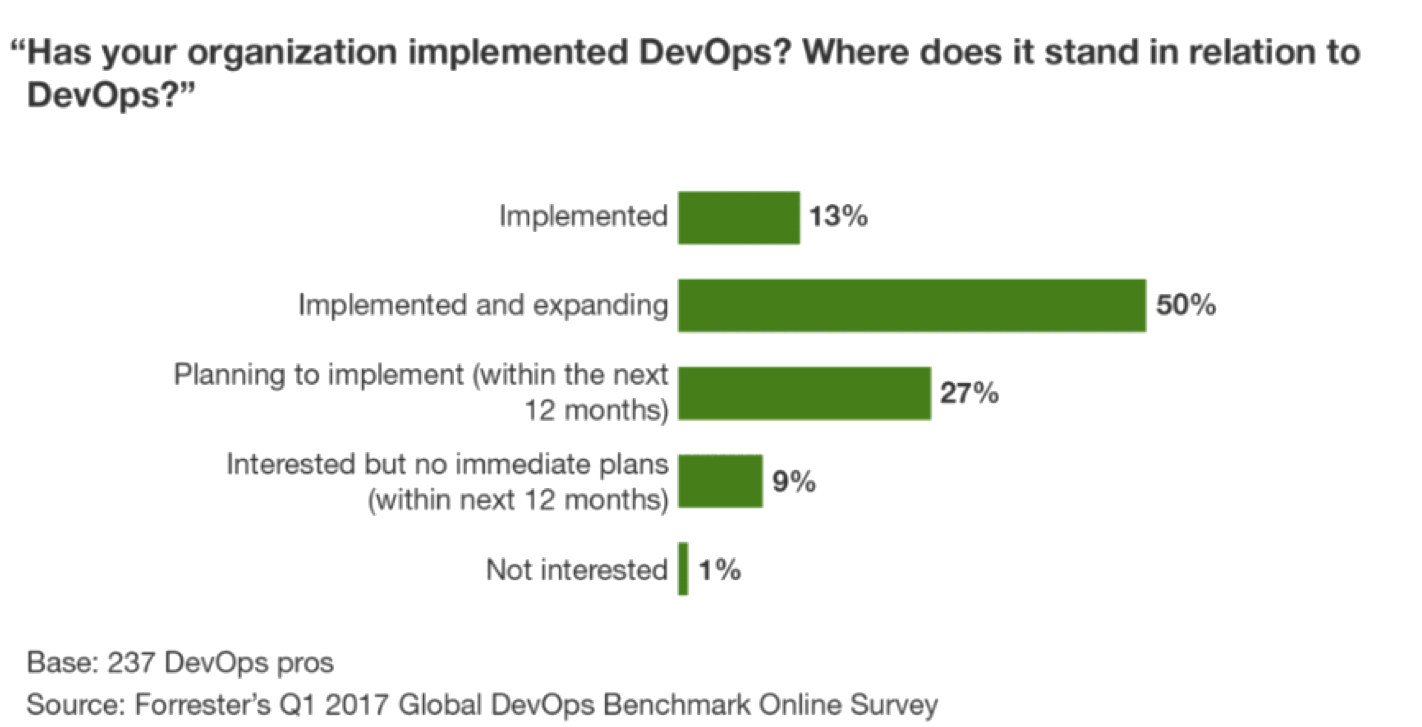 “Has your organization implemented DevOps? Where does it stand in relation to
DevOps?”
Implemented
13%
Implemented and expanding
50%
Planning to implement (within the next
12 months)
27%
Interested but no immediate plans
(within next 12 months)
9%
Not interested
1%
Base: 237 DevOps pros
Source: Forrester’s Q1 2017 Global DevOps Benchmark Online Survey